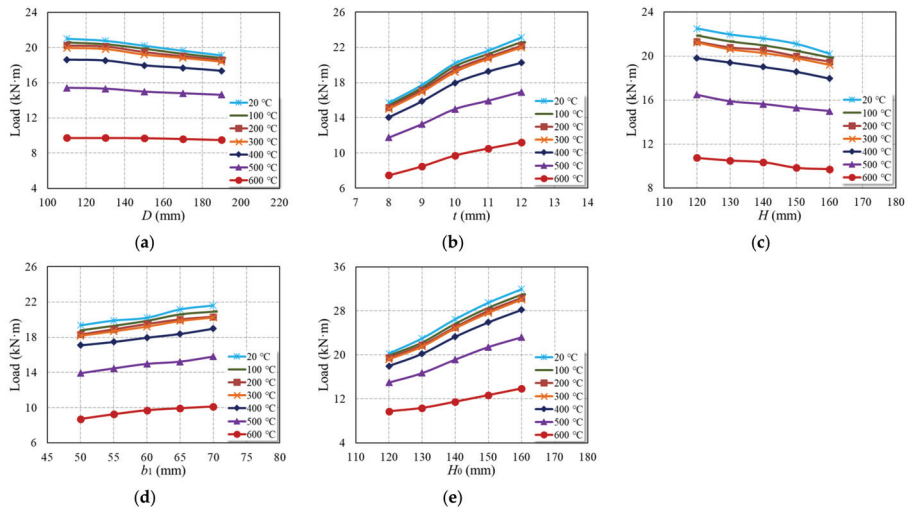 24
20
16
12
8
4
Load (kN·m)
20 °C
100 °C
200 °C
300 °C
400 °C
500 °C
600 °C
100 120 140 160 180 200 220
D (mm)
(a)
26
22
18
14
10
6
Load (kN·m)
20 °C
100 °C
200 °C
300 °C
400 °C
500 °C
600 °C
7 8 9 10 11 12 13 14
t (mm)
(b)
24
20
16
12
8
Load (kN·m)
20 °C
100 °C
200 °C
300 °C
400 °C
500 °C
600 °C
110 120 130 140 150 160 170 180
H (mm)
(c)
26
22
18
14
10
6
Load (kN·m)
20 °C
100 °C
200 °C
300 °C
400 °C
500 °C
600 °C
45 50 55 60 65 70 75 80
b1 (mm)
(d)
36
28
20
12
4
Load (kN·m)
20 °C
100 °C
200 °C
300 °C
400 °C
500 °C
600 °C
110 120 130 140 150 160 170 180
H0 (mm)
(e)